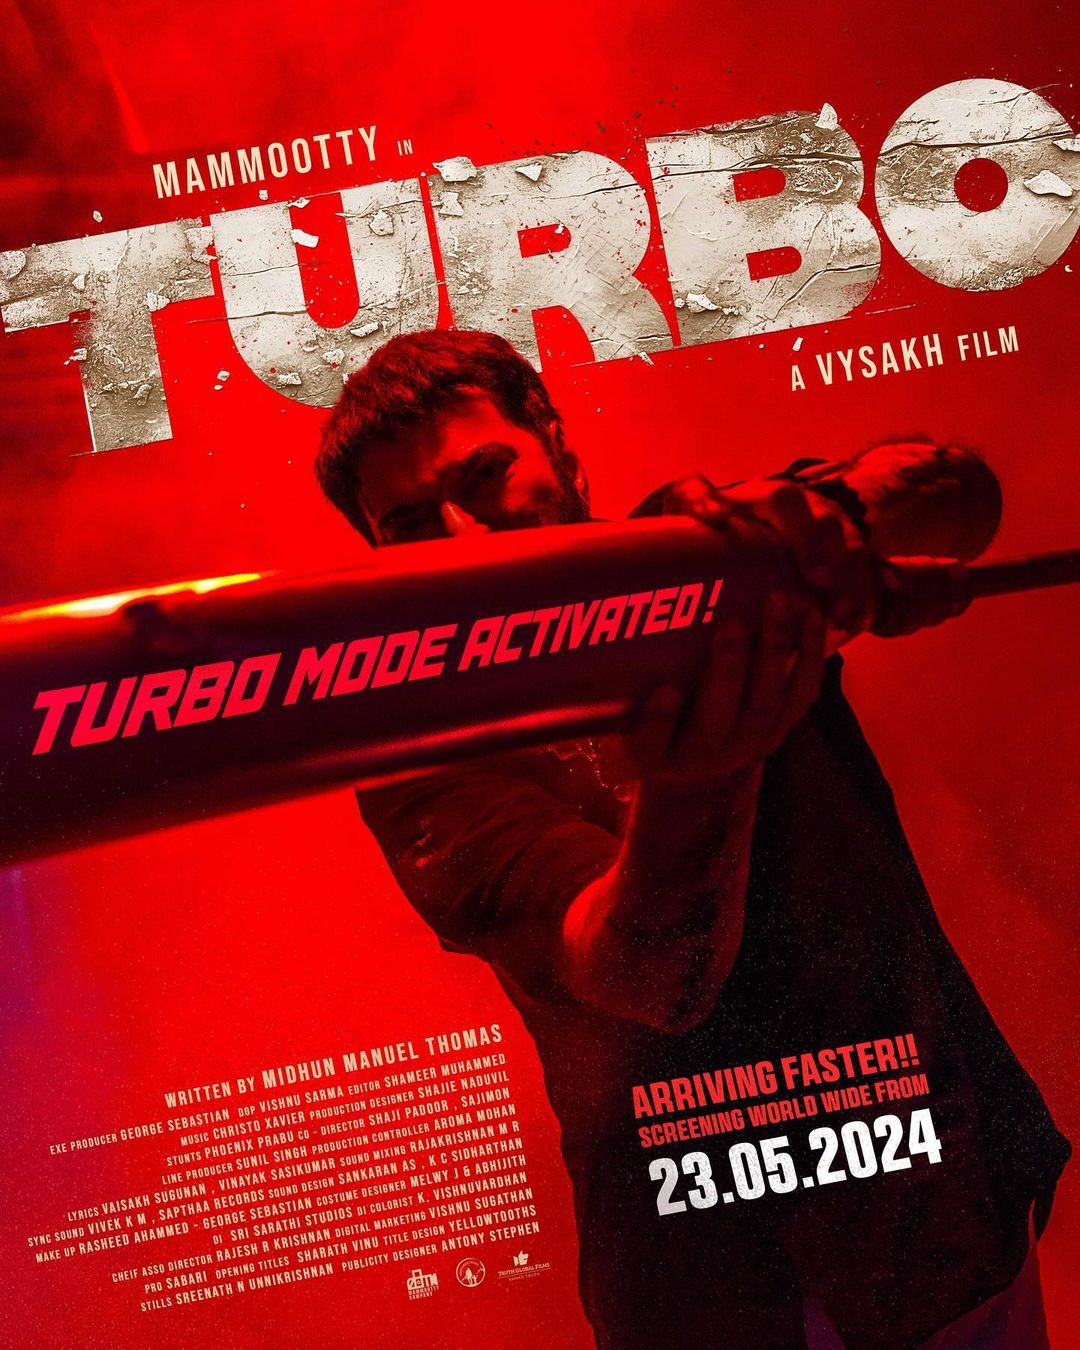 MAMMOOTTY IN
TURBO
A VYSAKH FILM
TURBO MODE ACTIVATED!
WRITTEN BY MIDHUN MANUEL THOMAS
EXE PRODUCER GEORGE SEBASTIAN DOP VISHNU SARMA EDITOR SHAMEER MUHAMMED
MUSIC CHRISTO XAVIER PRODUCTION DESIGNER SHAJIE NADUVIL
STUNTS PHOENIX PRABU CO - DIRECTOR SHAJI PADOOR , SAJIMON
LINE PRODUCER SUNIL SINGH PRODUCTION CONTROLLER AROMA MOHAN
LYRICS VAISAKH SUGUNAN , VINAYAK SASIKUMAR SOUND MIXING RAJAKRISHNAN M R
SYNC SOUND VIVEK K M , SAPTHAA RECORDS SOUND DESIGN SANKARAN AS , K C SIDHARTHAN
MAKE UP RASHEED AHAMMED - GEORGE SEBASTIAN COSTUME DESIGNER MELWY J & ABHIJITH
DI SRI SARATHI STUDIOS DI COLORIST K. VISHNUVARDHAN
CHEIF ASSO DIRECTOR RAJESH R KRISHNAN DIGITAL MARKETING VISHNU SUGATHAN
PRO SABARI OPENING TITLES SHARATH VINU TITLE DESIGN YELLOWTOOTHS
STILLS SREENATH N UNNIKRISHNAN PUBLICITY DESIGNER ANTONY STEPHEN
MAMMOOTTY
KAMPANY
TRUTH GLOBAL FILMS
ARRIVING FASTER!!
SCREENING WORLD WIDE FROM
23.05.2024